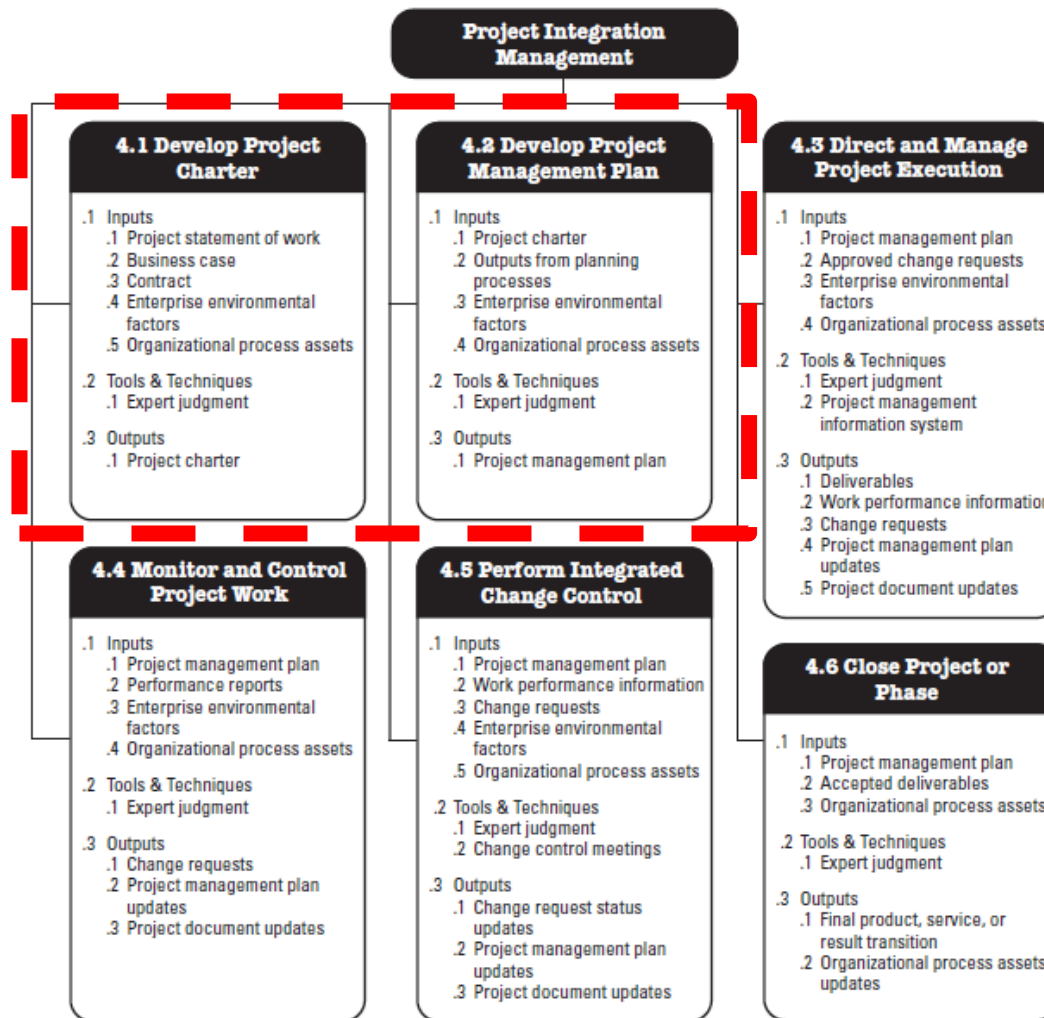 Project Integration
Management
4.1 Develop Project
Charter
.1 Inputs
.1 Project statement of work
.2 Business case
.3 Contract
.4 Enterprise environmental
factors
.5 Organizational process assets
.2 Tools & Techniques
.1 Expert judgment
.3 Outputs
.1 Project charter
4.2 Develop Project
Management Plan
.1 Inputs
.1 Project charter
.2 Outputs from planning
processes
.3 Enterprise environmental
factors
.4 Organizational process assets
.2 Tools & Techniques
.1 Expert judgment
.3 Outputs
.1 Project management plan
4.3 Direct and Manage
Project Execution
.1 Inputs
.1 Project management plan
.2 Approved change requests
.3 Enterprise environmental
factors
.4 Organizational process assets
.2 Tools & Techniques
.1 Expert judgment
.2 Project management
information system
.3 Outputs
.1 Deliverables
.2 Work performance information
.3 Change requests
.4 Project management plan
updates
.5 Project document updates
4.4 Monitor and Control
Project Work
.1 Inputs
.1 Project management plan
.2 Performance reports
.3 Enterprise environmental
factors
.4 Organizational process assets
.2 Tools & Techniques
.1 Expert judgment
.3 Outputs
.1 Change requests
.2 Project management plan
updates
.3 Project document updates
4.5 Perform Integrated
Change Control
.1 Inputs
.1 Project management plan
.2 Work performance information
.3 Change requests
.4 Enterprise environmental
factors
.5 Organizational process assets
.2 Tools & Techniques
.1 Expert judgment
.2 Change control meetings
.3 Outputs
.1 Change request status
updates
.2 Project management plan
updates
.3 Project document updates
4.6 Close Project or
Phase
.1 Inputs
.1 Project management plan
.2 Accepted deliverables
.3 Organizational process assets
.2 Tools & Techniques
.1 Expert judgment
.3 Outputs
.1 Final product, service, or
result transition
.2 Organizational process assets
updates